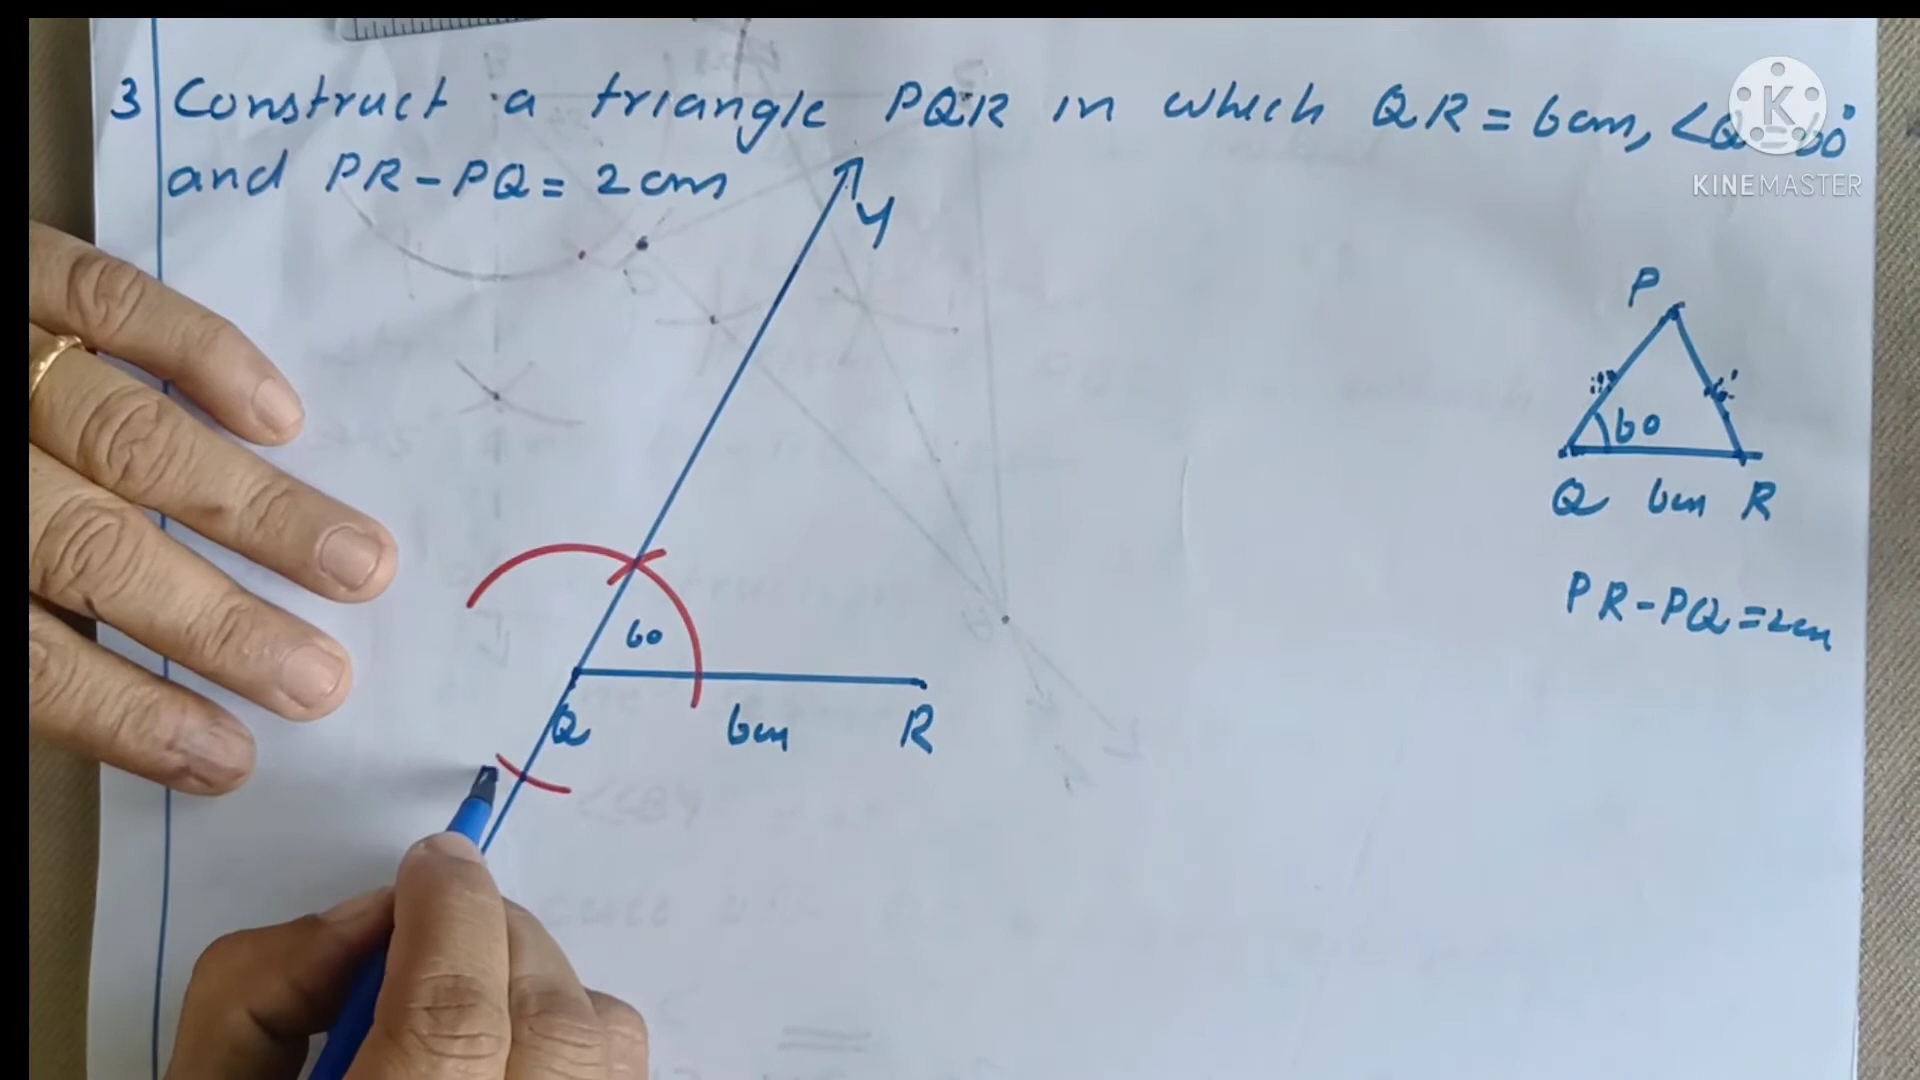 3 Construct a triangle PQR in which QR = 6cm, <Q = 60°
and PR - PQ = 2cm
K
KINEMASTER
Y
P
60
Q 6cm R
PR - PQ = 2cm
60
Q 6cm R